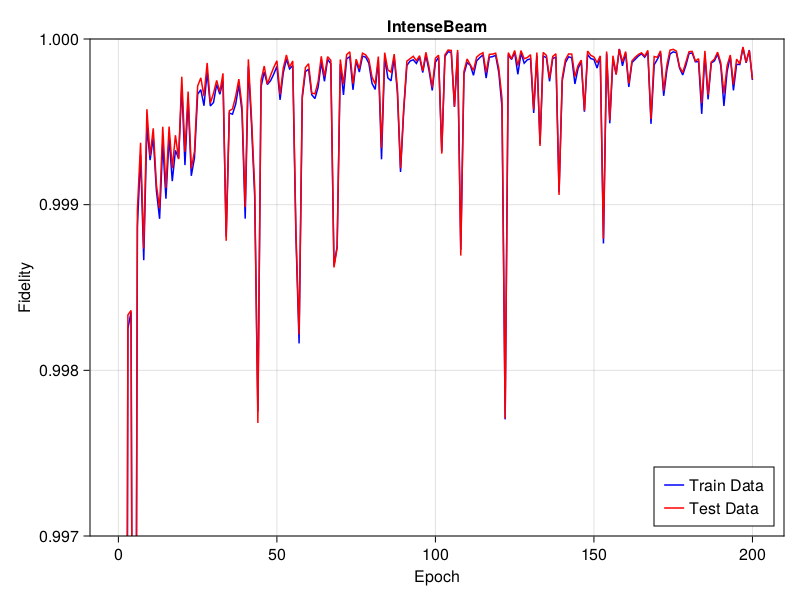 IntenseBeam
1.000
0.999
0.998
0.997
Fidelity
0
50
100
150
200
Epoch
Train Data
Test Data